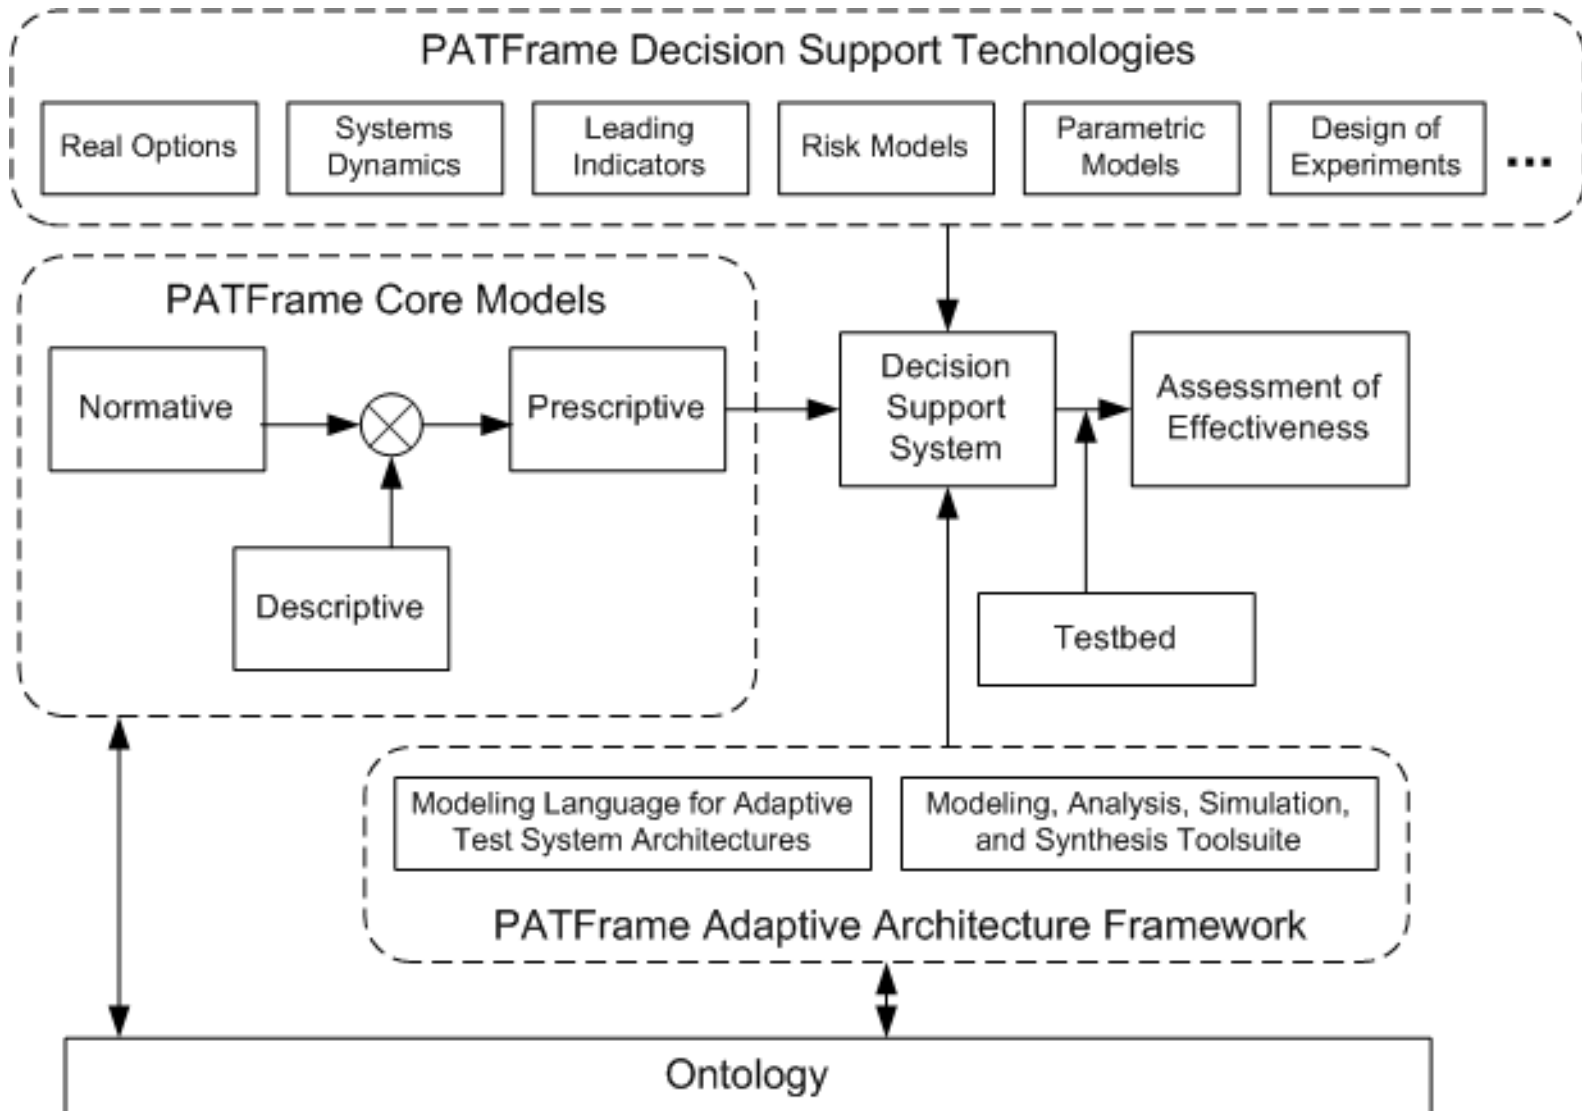 PATFrame Decision Support Technologies
Real Options
Systems
Dynamics
Leading
Indicators
Risk Models
Parametric
Models
Design of
Experiments
...
PATFrame Core Models
Normative
Prescriptive
Descriptive
Decision
Support
System
Assessment of
Effectiveness
Testbed
Modeling Language for Adaptive
Test System Architectures
Modeling, Analysis, Simulation,
and Synthesis Toolsuite
PATFrame Adaptive Architecture Framework
Ontology